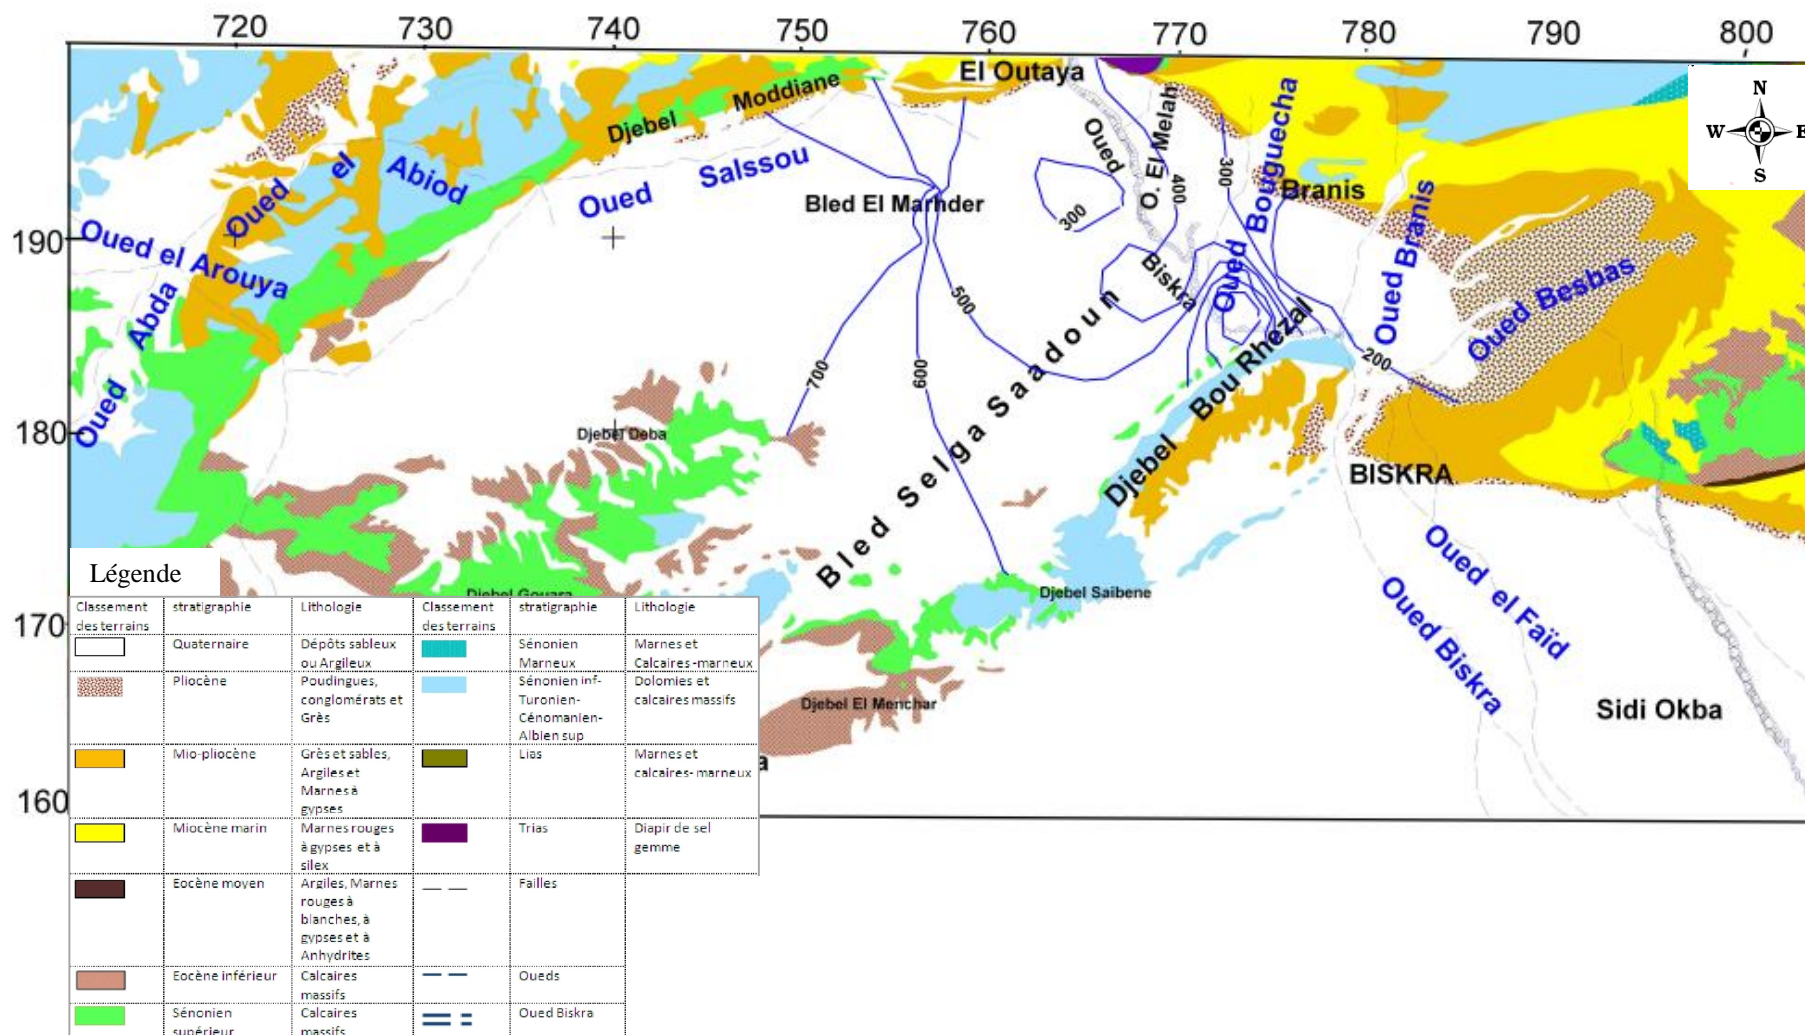 720 730 740 750 760 770 780 790 800
N
W E
S
El Outaya
Djebel Moddiane
Oued
O. El Melah
Oued Bouguecha
400
300
Branis
Oued el Abiod
Oued Salssou
Bled El Marhder
300
Oued Branis
190
Oued el Arouya
Biskra
Oued Besbas
Oued Abda
500
700
600
200
Bled Selga Saadoun
Djebel Bou Rhezal
180
Djebel Deba
BISKRA
Oued el Faïd
Oued Biskra
Djebel Gouara
Djebel Saibene
170
Djebel El Menchar
Sidi Okba
160
a
Légende
Classement des terrains stratigraphie Lithologie Classement des terrains stratigraphie Lithologie
Quaternaire
Dépôts sableux
ou Argileux
Sénonien
Marneux
Marnes et
Calcaires -marneux
Pliocène
Poudingues,
conglomérats et
Grès
Sénonien inf-
Turonien-
Cénomanien-
Albien sup
Dolomies et
calcaires massifs
Mio-pliocène
Grès et sables,
Argiles et
Marnes à
gypses
Lias
Marnes et
calcaires- marneux
Miocène marin
Marnes rouges
à gypses et à
silex
Trias
Diapir de sel
gemme
Eocène moyen
Argiles, Marnes
rouges à
blanches, à
gypses et à
Anhydrites
Failles
Eocène inférieur
Calcaires
massifs
Oueds
Sénonien
supérieur
Calcaires
massifs
Oued Biskra